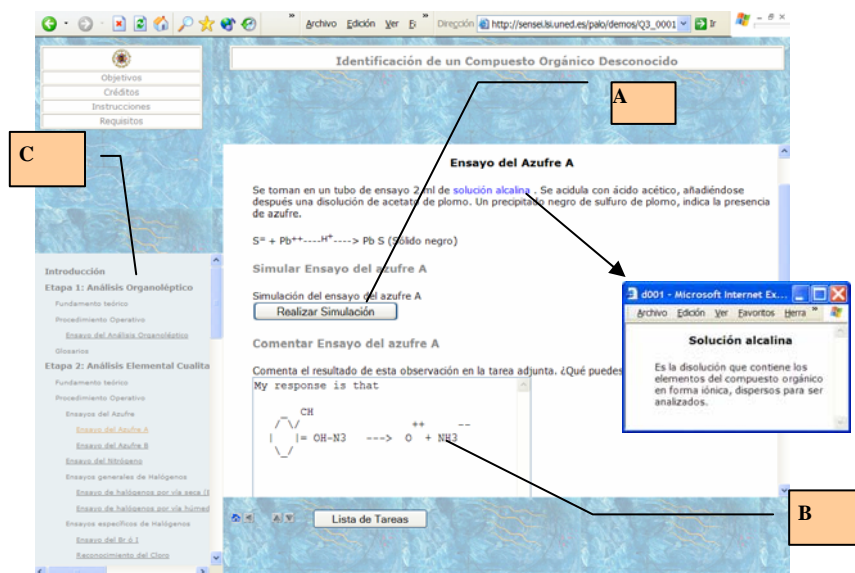 » Archivo Edición Ver B » Dirección http://sensei.lsi.uned.es/palo/demos/Q3_0001 Ir
Objetivos
Créditos
Instrucciones
Requisitos
Identificación de un Compuesto Orgánico Desconocido
A
C
Ensayo del Azufre A
Se toman en un tubo de ensayo 2 ml de solución alcalina . Se acidula con ácido acético, añadiéndose
después una disolución de acetato de plomo. Un precipitado negro de sulfuro de plomo, indica la presencia
de azufre.
S= + Pb++----H+----> Pb S (Sólido negro)
Simular Ensayo del azufre A
Simulación del ensayo del azufre A
Realizar Simulación
Comentar Ensayo del azufre A
Comenta el resultado de esta observación en la tarea adjunta. ¿Qué puedes
My response is that
CH
++ --
|= OH-N3 ---> O + NH3
Lista de Tareas
Introducción
Etapa 1: Análisis Organoléptico
Fundamento teórico
Procedimiento Operativo
Ensayo del Análisis Organoléptico
Glosarios
Etapa 2: Análisis Elemental Cualita
Fundamento teórico
Procedimiento Operativo
Ensayos del Azufre
Ensayo del Azufre A
Ensayo del Azufre B
Ensayo del Nitrógeno
Ensayos generales de Halógenos
Ensayo de halógenos por vía seca (
Ensayo de halógenos por vía húmed
Ensayos específicos de Halógenos
Ensayo del Br ó I
Reconocimiento del Cloro
d001 - Microsoft Internet Ex...
Archivo Edición Ver Favoritos Herra »
Solución alcalina
Es la disolución que contiene los
elementos del compuesto orgánico
en forma iónica, dispersos para ser
analizados.
B